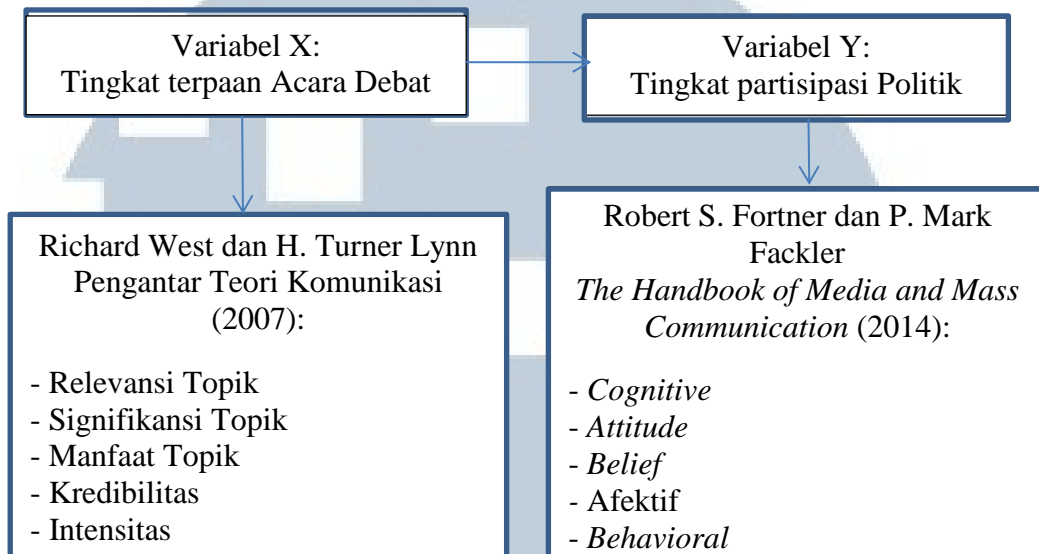 Variabel X:
Tingkat terpaan Acara Debat
Variabel Y:
Tingkat partisipasi Politik
Richard West dan H. Turner Lynn
Pengantar Teori Komunikasi
(2007):
- Relevansi Topik
- Signifikansi Topik
- Manfaat Topik
- Kredibilitas
- Intensitas
Robert S. Fortner dan P. Mark
Fackler
The Handbook of Media and Mass
Communication (2014):
- Cognitive
- Attitude
- Belief
- Afektif
- Behavioral